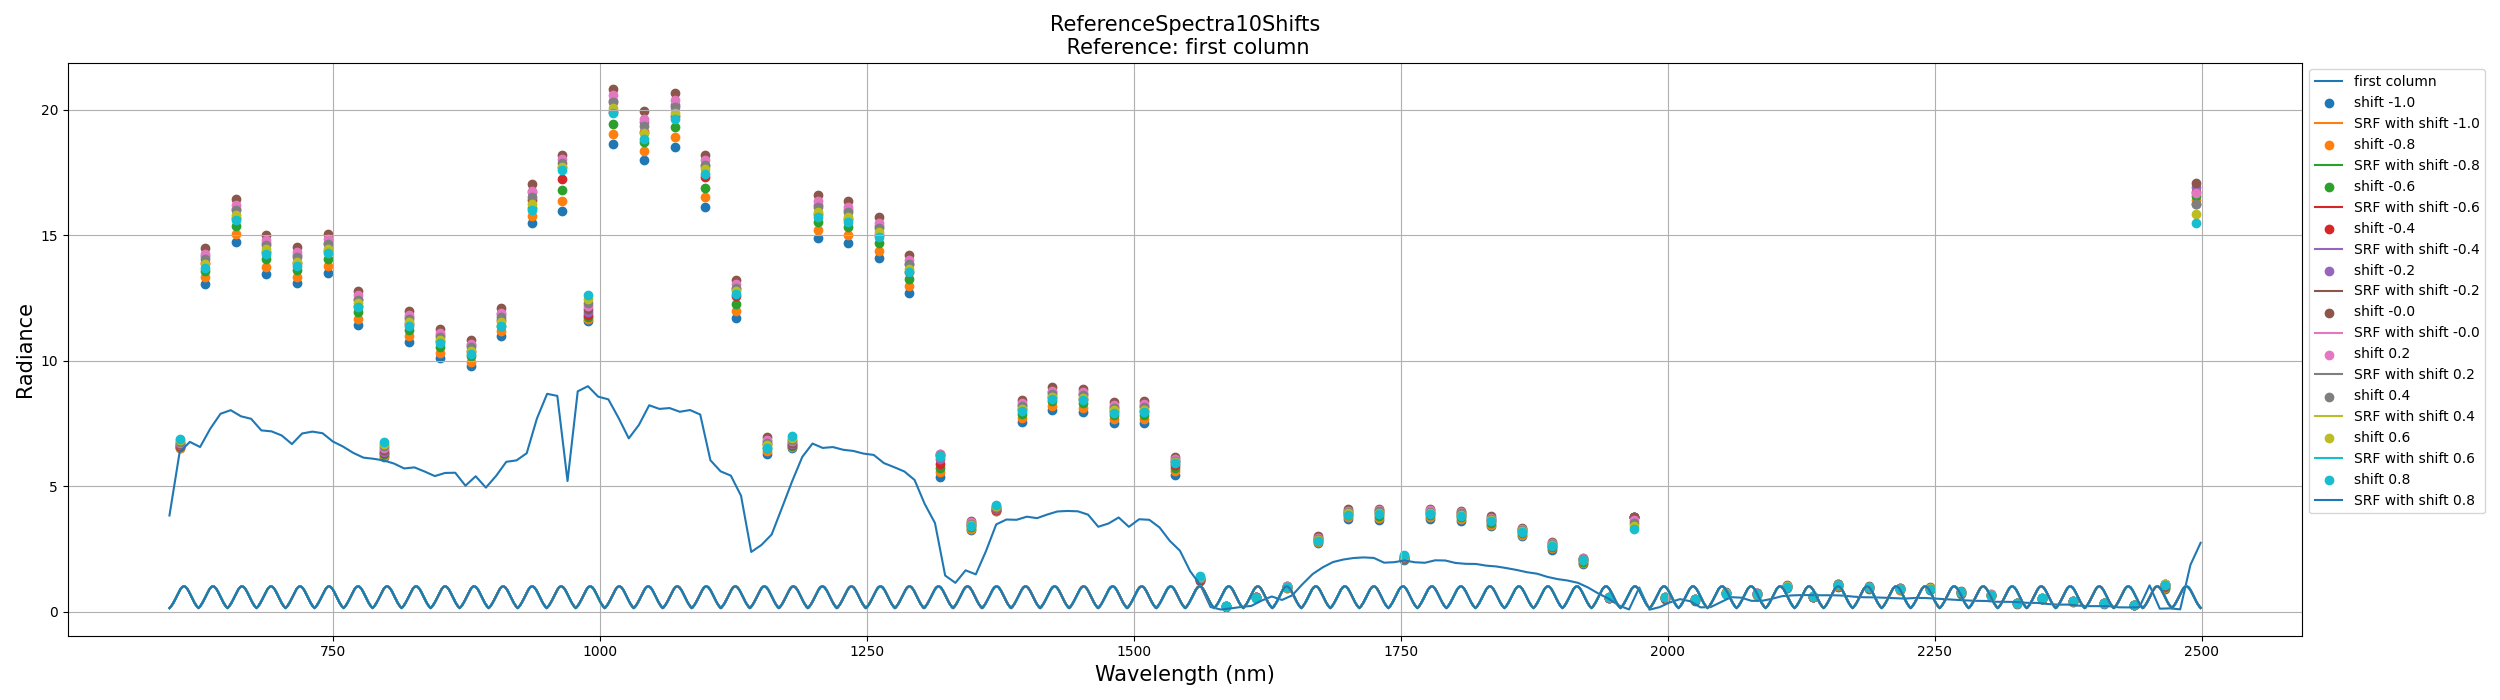 ReferenceSpectra10Shifts
Reference: first column
Radiance
20
15
10
5
0
750
1000
1250
1500
1750
2000
2250
2500
Wavelength (nm)
first column
shift -1.0
SRF with shift -1.0
shift -0.8
SRF with shift -0.8
shift -0.6
SRF with shift -0.6
shift -0.4
SRF with shift -0.4
shift -0.2
SRF with shift -0.2
shift -0.0
SRF with shift -0.0
shift 0.2
SRF with shift 0.2
shift 0.4
SRF with shift 0.4
shift 0.6
SRF with shift 0.6
shift 0.8
SRF with shift 0.8